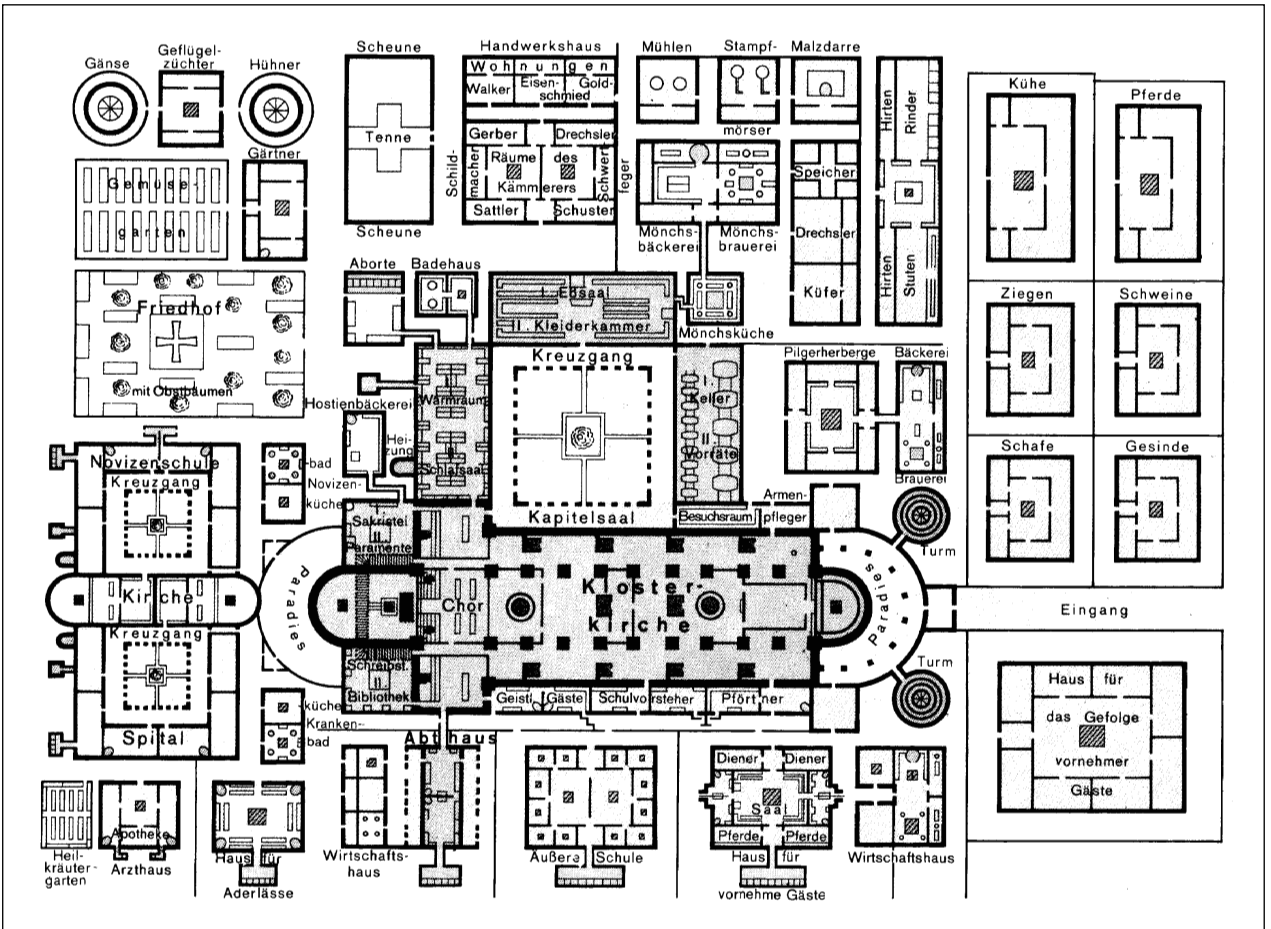 Scheune
Handwerkshaus
Mühlen
Stampf-
Malzdarre
Geflügel-
züchter
Gänse
Hühner
Wohnungen
Walker
Eisen-
Gold-
schmied
Kühe
Pferde
Hirten
Rinder
Tenne
Gerber
Drechsler
mörser
Schild-
macher
Räume des
Kämmerers
Schwert-
feger
Gärtner
Gemüse-
garten
Speicher
Sattler
Schuster
Scheune
Mönchs-
bäckerei
Mönchs-
brauerei
Drechsler
Hirten
Stuten
Küfer
Aborte
Badehaus
I. Eßsaal
II. Kleiderkammer
Mönchsküche
Ziegen
Schweine
Friedhof
mit Obstbäumen
Kreuzgang
Pilgerherberge
Bäckerei
I.
Wärmraum
II.
Schlafsaal
I.
Keller
II
Vorräte
Hostienbäckerei
Hei-
zung
Schafe
Gesinde
Brauerei
Novizenschule
Kreuzgang
bad
Novizen-
küche
Kapitelsaal
Besuchsraum
Armen-
pfleger
I.
Sakristei
II.
Paramente
Turm
Kirche
Paradies
Chor
Kloster-
kirche
Paradies
Eingang
Kreuzgang
I.
Schreibst.
II.
Bibliothek
Turm
Spital
küche
Kranken-
bad
Geistl. Gäste
Schulvorsteher
Pförtner
Haus für
das Gefolge
vornehmer
Gäste
Abthaus
Diener
Diener
Saal
Pferde
Pferde
Apotheke
Heil-
kräuter-
garten
Arzthaus
Haus für
Aderlässe
Wirtschafts-
haus
Äußere Schule
Haus für
vornehme Gäste
Wirtschaftshaus